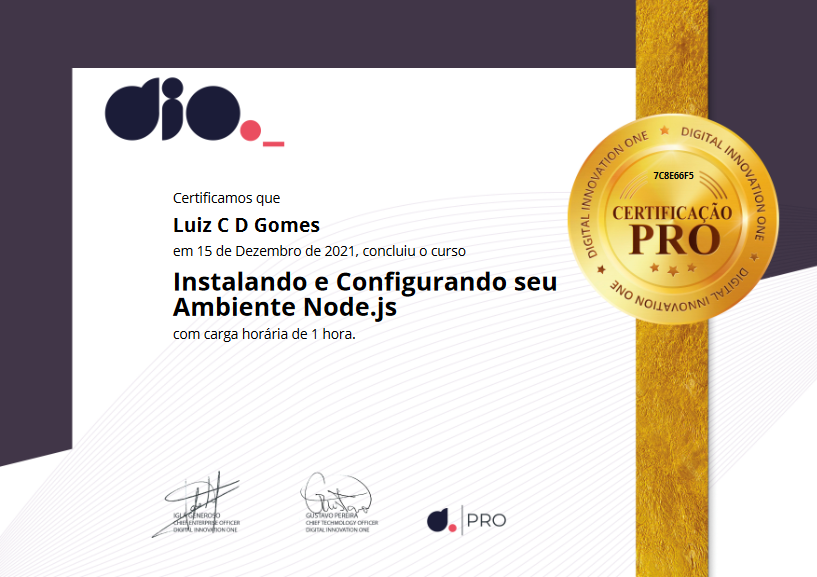 dio._
Certificamos que
Luiz C D Gomes
em 15 de Dezembro de 2021, concluiu o curso
Instalando e Configurando seu
Ambiente Node.js
com carga horária de 1 hora.
DIGITAL INNOVATION ONE ★ DIGITAL INNOVATION ONE ★ DIGITAL INNOVATION ONE ★
7C8E66F5
CERTIFICAÇÃO
PRO
IGLÁ GENEROSO
CHIEF ENTERPRISE OFFICER
DIGITAL INNOVATION ONE
Gustavo
GUSTAVO PEREIRA
CHIEF TECHNOLOGY OFFICER
DIGITAL INNOVATION ONE
d. | PRO